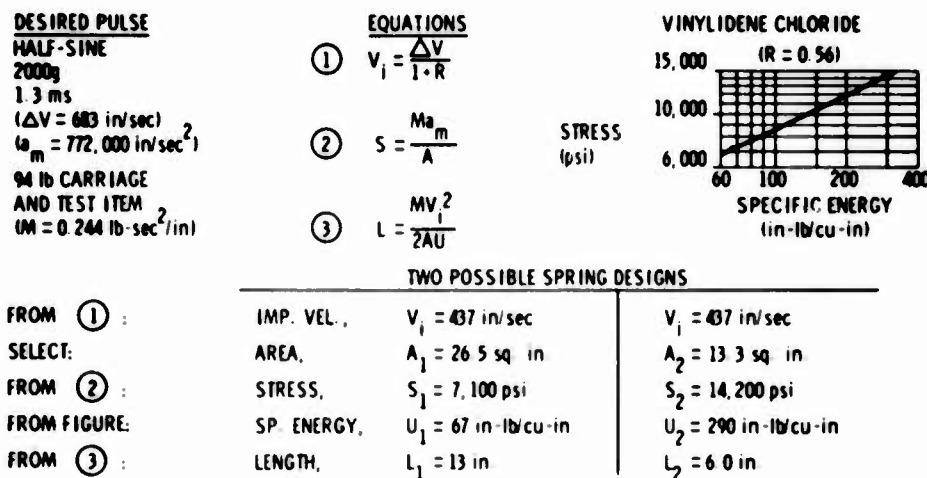 DESIRED PULSE
HALF-SINE
2000g
1.3 ms
(ΔV = 683 in/sec)
(a_m = 772,000 in/sec²)
94 lb CARRIAGE
AND TEST ITEM
(M = 0.244 lb-sec²/in)
EQUATIONS
① V_i = ΔV / 1+R
② S = Ma_m / A
③ L = MV_i² / 2AU
VINYLIDENE CHLORIDE
(R = 0.56)
15,000
10,000
6,000
STRESS
(psi)
60 100 200 400
SPECIFIC ENERGY
(in-lb/cu-in)
TWO POSSIBLE SPRING DESIGNS
FROM ① : IMP. VEL., V_i = 437 in/sec V_i = 437 in/sec
SELECT: AREA, A_1 = 26.5 sq in A_2 = 13.3 sq in
FROM ② : STRESS, S_1 = 7,100 psi S_2 = 14,200 psi
FROM FIGURE: SP. ENERGY, U_1 = 67 in-lb/cu-in U_2 = 290 in-lb/cu-in
FROM ③ : LENGTH, L_1 = 13 in L_2 = 6.0 in